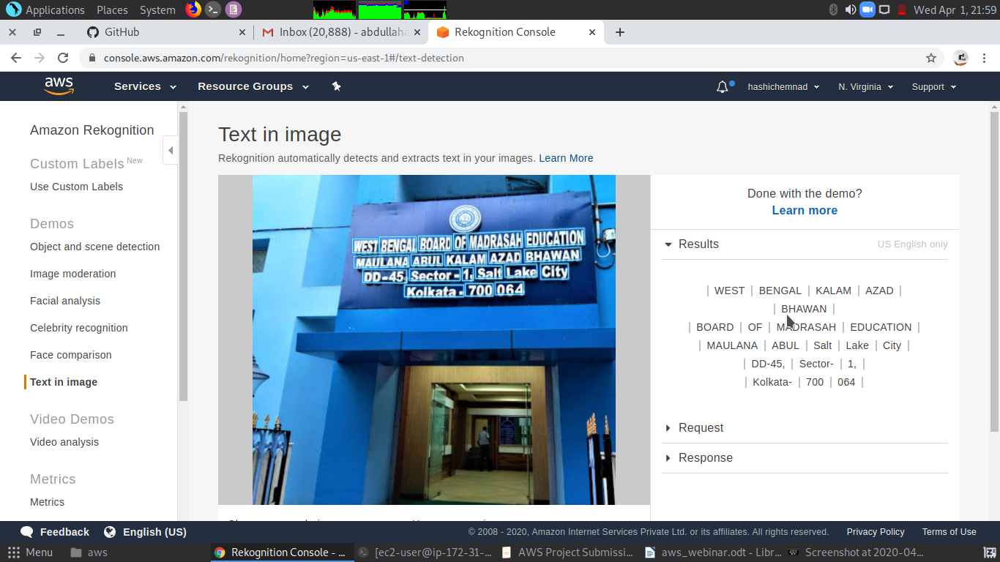 Applications Places System Wed Apr 1, 21:59
GitHub Inbox (20,888) - abdullaha Rekognition Console
console.aws.amazon.com/rekognition/home?region=us-east-1#/text-detection
aws Services Resource Groups hashichemnad N. Virginia Support
Amazon Rekognition
Custom Labels New
Use Custom Labels
Demos
Object and scene detection
Image moderation
Facial analysis
Celebrity recognition
Face comparison
Text in image
Video Demos
Video analysis
Metrics
Metrics
Text in image
Rekognition automatically detects and extracts text in your images. Learn More
WEST BENGAL BOARD OF MADRASAH EDUCATION
MAULANA ABUL KALAM AZAD BHAWAN
DD-45, Sector - 1, Salt Lake City
Kolkata - 700 064
Done with the demo?
Learn more
Results US English only
| WEST | BENGAL | KALAM | AZAD |
| BHAWAN |
| BOARD | OF | MADRASAH | EDUCATION |
| MAULANA | ABUL | Salt | Lake | City |
| DD-45, | Sector- | 1, |
| Kolkata- | 700 | 064 |
Request
Response
Feedback English (US) © 2008 - 2020, Amazon Internet Services Private Ltd. or its affiliates. All rights reserved. Privacy Policy Terms of Use
Menu aws Rekognition Console - ... [ec2-user@ip-172-31-... AWS Project Submissi... aws_webinar.odt - Libr... Screenshot at 2020-04...